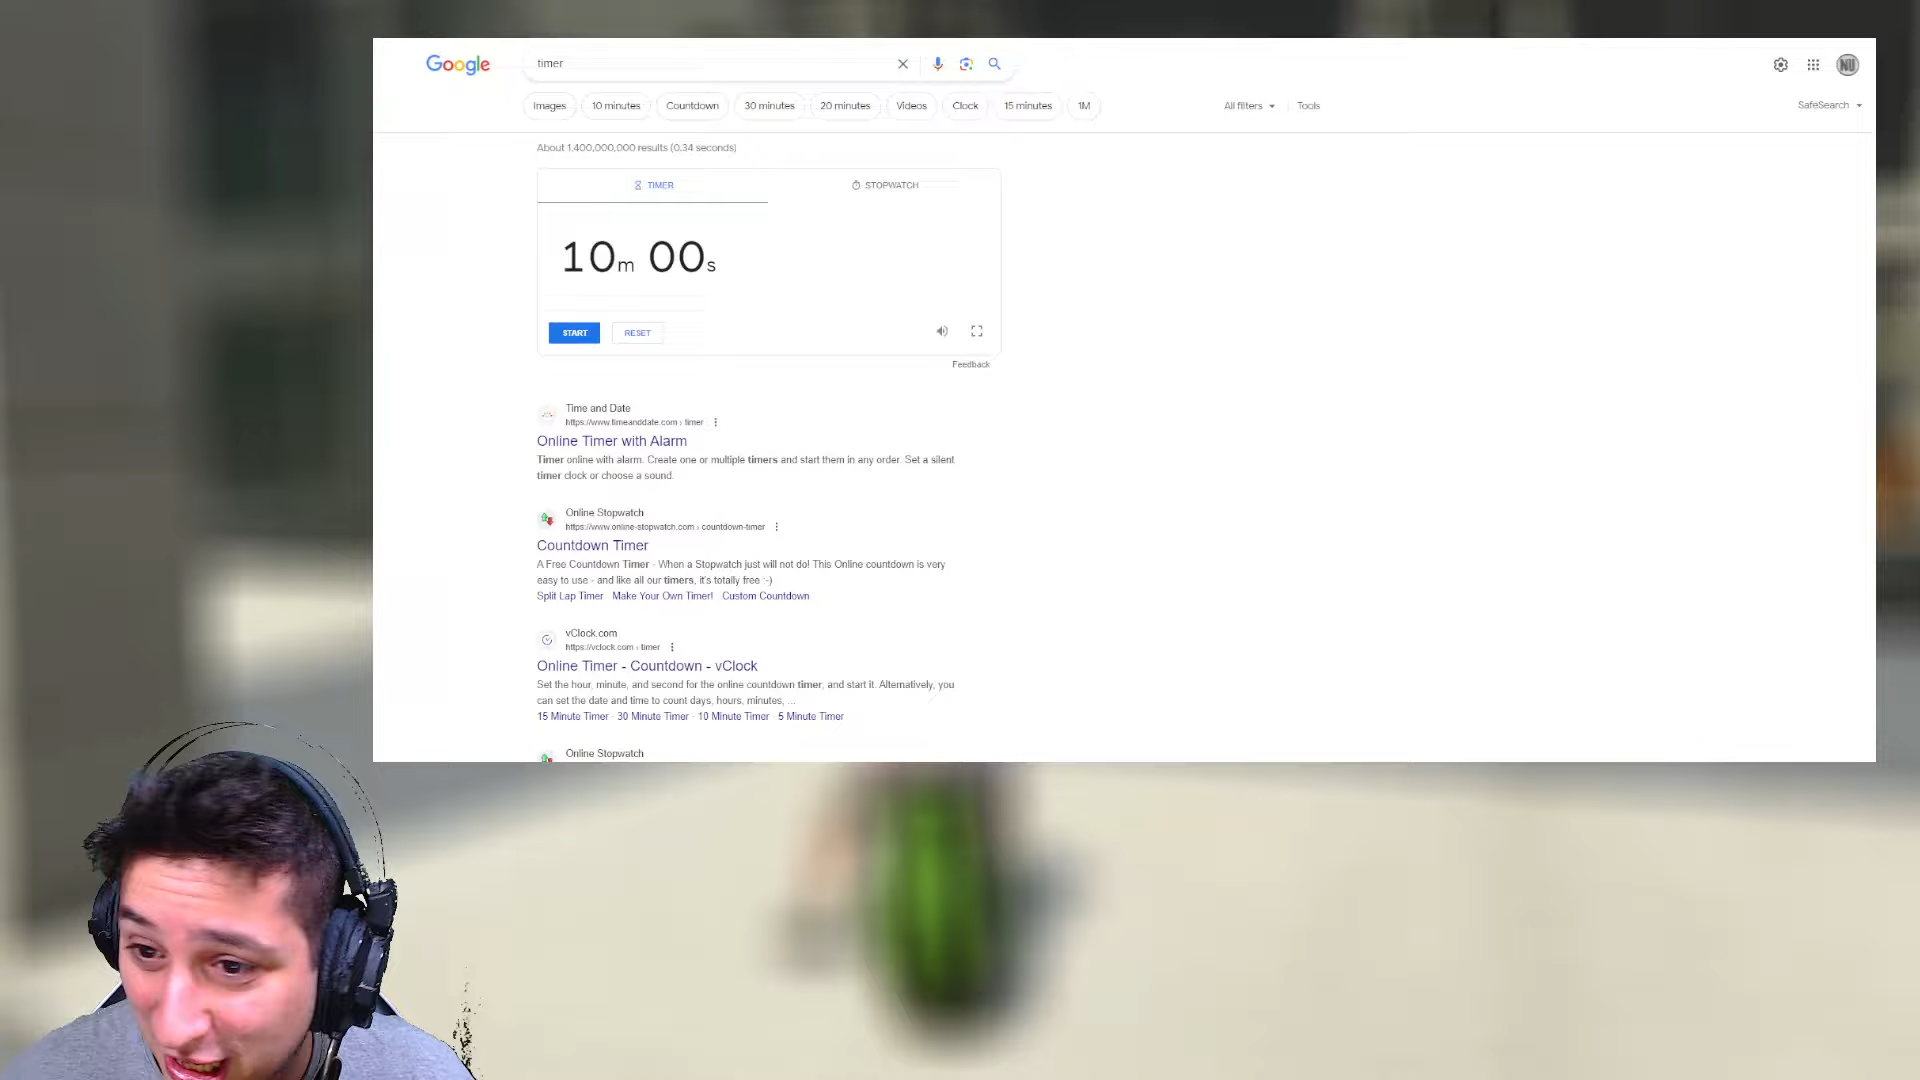 Google
timer
NU
Images
10 minutes
Countdown
30 minutes
20 minutes
Videos
Clock
15 minutes
1M
All filters
Tools
SafeSearch
About 1,400,000,000 results (0.34 seconds)
TIMER
STOPWATCH
10m 00s
START
RESET
Feedback
Time and Date
https://www.timeanddate.com › timer
Online Timer with Alarm
Timer online with alarm. Create one or multiple timers and start them in any order. Set a silent
timer clock or choose a sound.
Online Stopwatch
https://www.online-stopwatch.com › countdown-timer
Countdown Timer
A Free Countdown Timer - When a Stopwatch just will not do! This Online countdown is very
easy to use - and like all our timers, it's totally free :-)
Split Lap Timer
Make Your Own Timer!
Custom Countdown
vClock.com
https://vclock.com › timer
Online Timer - Countdown - vClock
Set the hour, minute, and second for the online countdown timer, and start it. Alternatively, you
can set the date and time to count days, hours, minutes, ...
15 Minute Timer · 30 Minute Timer · 10 Minute Timer · 5 Minute Timer
Online Stopwatch